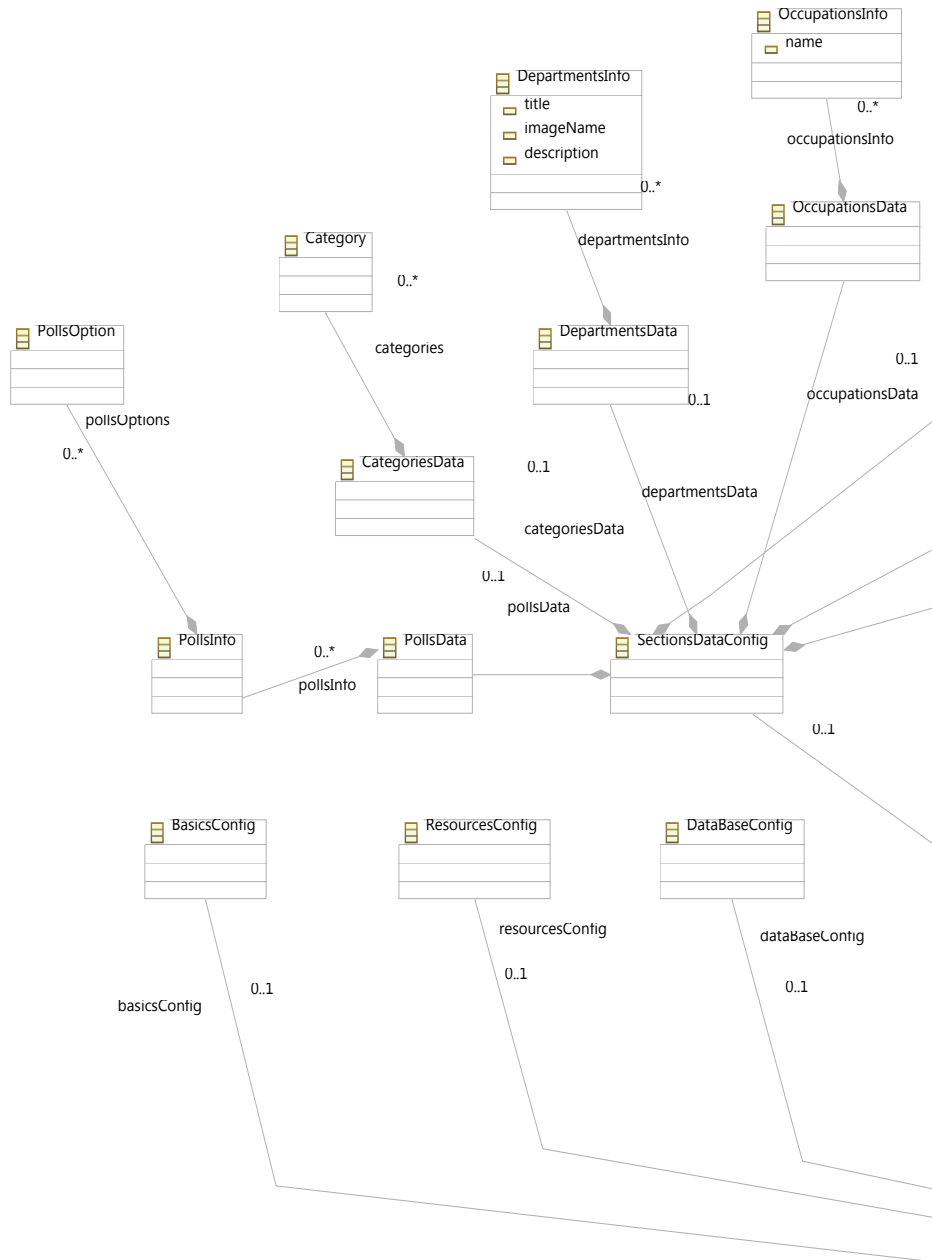 OccupationsInfo
name
DepartmentsInfo
title
imageName
description
0..*
occupationsInfo
0..*
OccupationsData
departmentsInfo
Category
0..*
PollsOption
DepartmentsData
categories
0..1
occupationsData
0..1
pollsOptions
0..*
CategoriesData
0..1
departmentsData
categoriesData
0..1
pollsData
PollsInfo
0..*
PollsData
SectionsDataConfig
pollsInfo
0..1
BasicsConfig
ResourcesConfig
DataBaseConfig
resourcesConfig
dataBaseConfig
0..1
0..1
0..1
basicsConfig